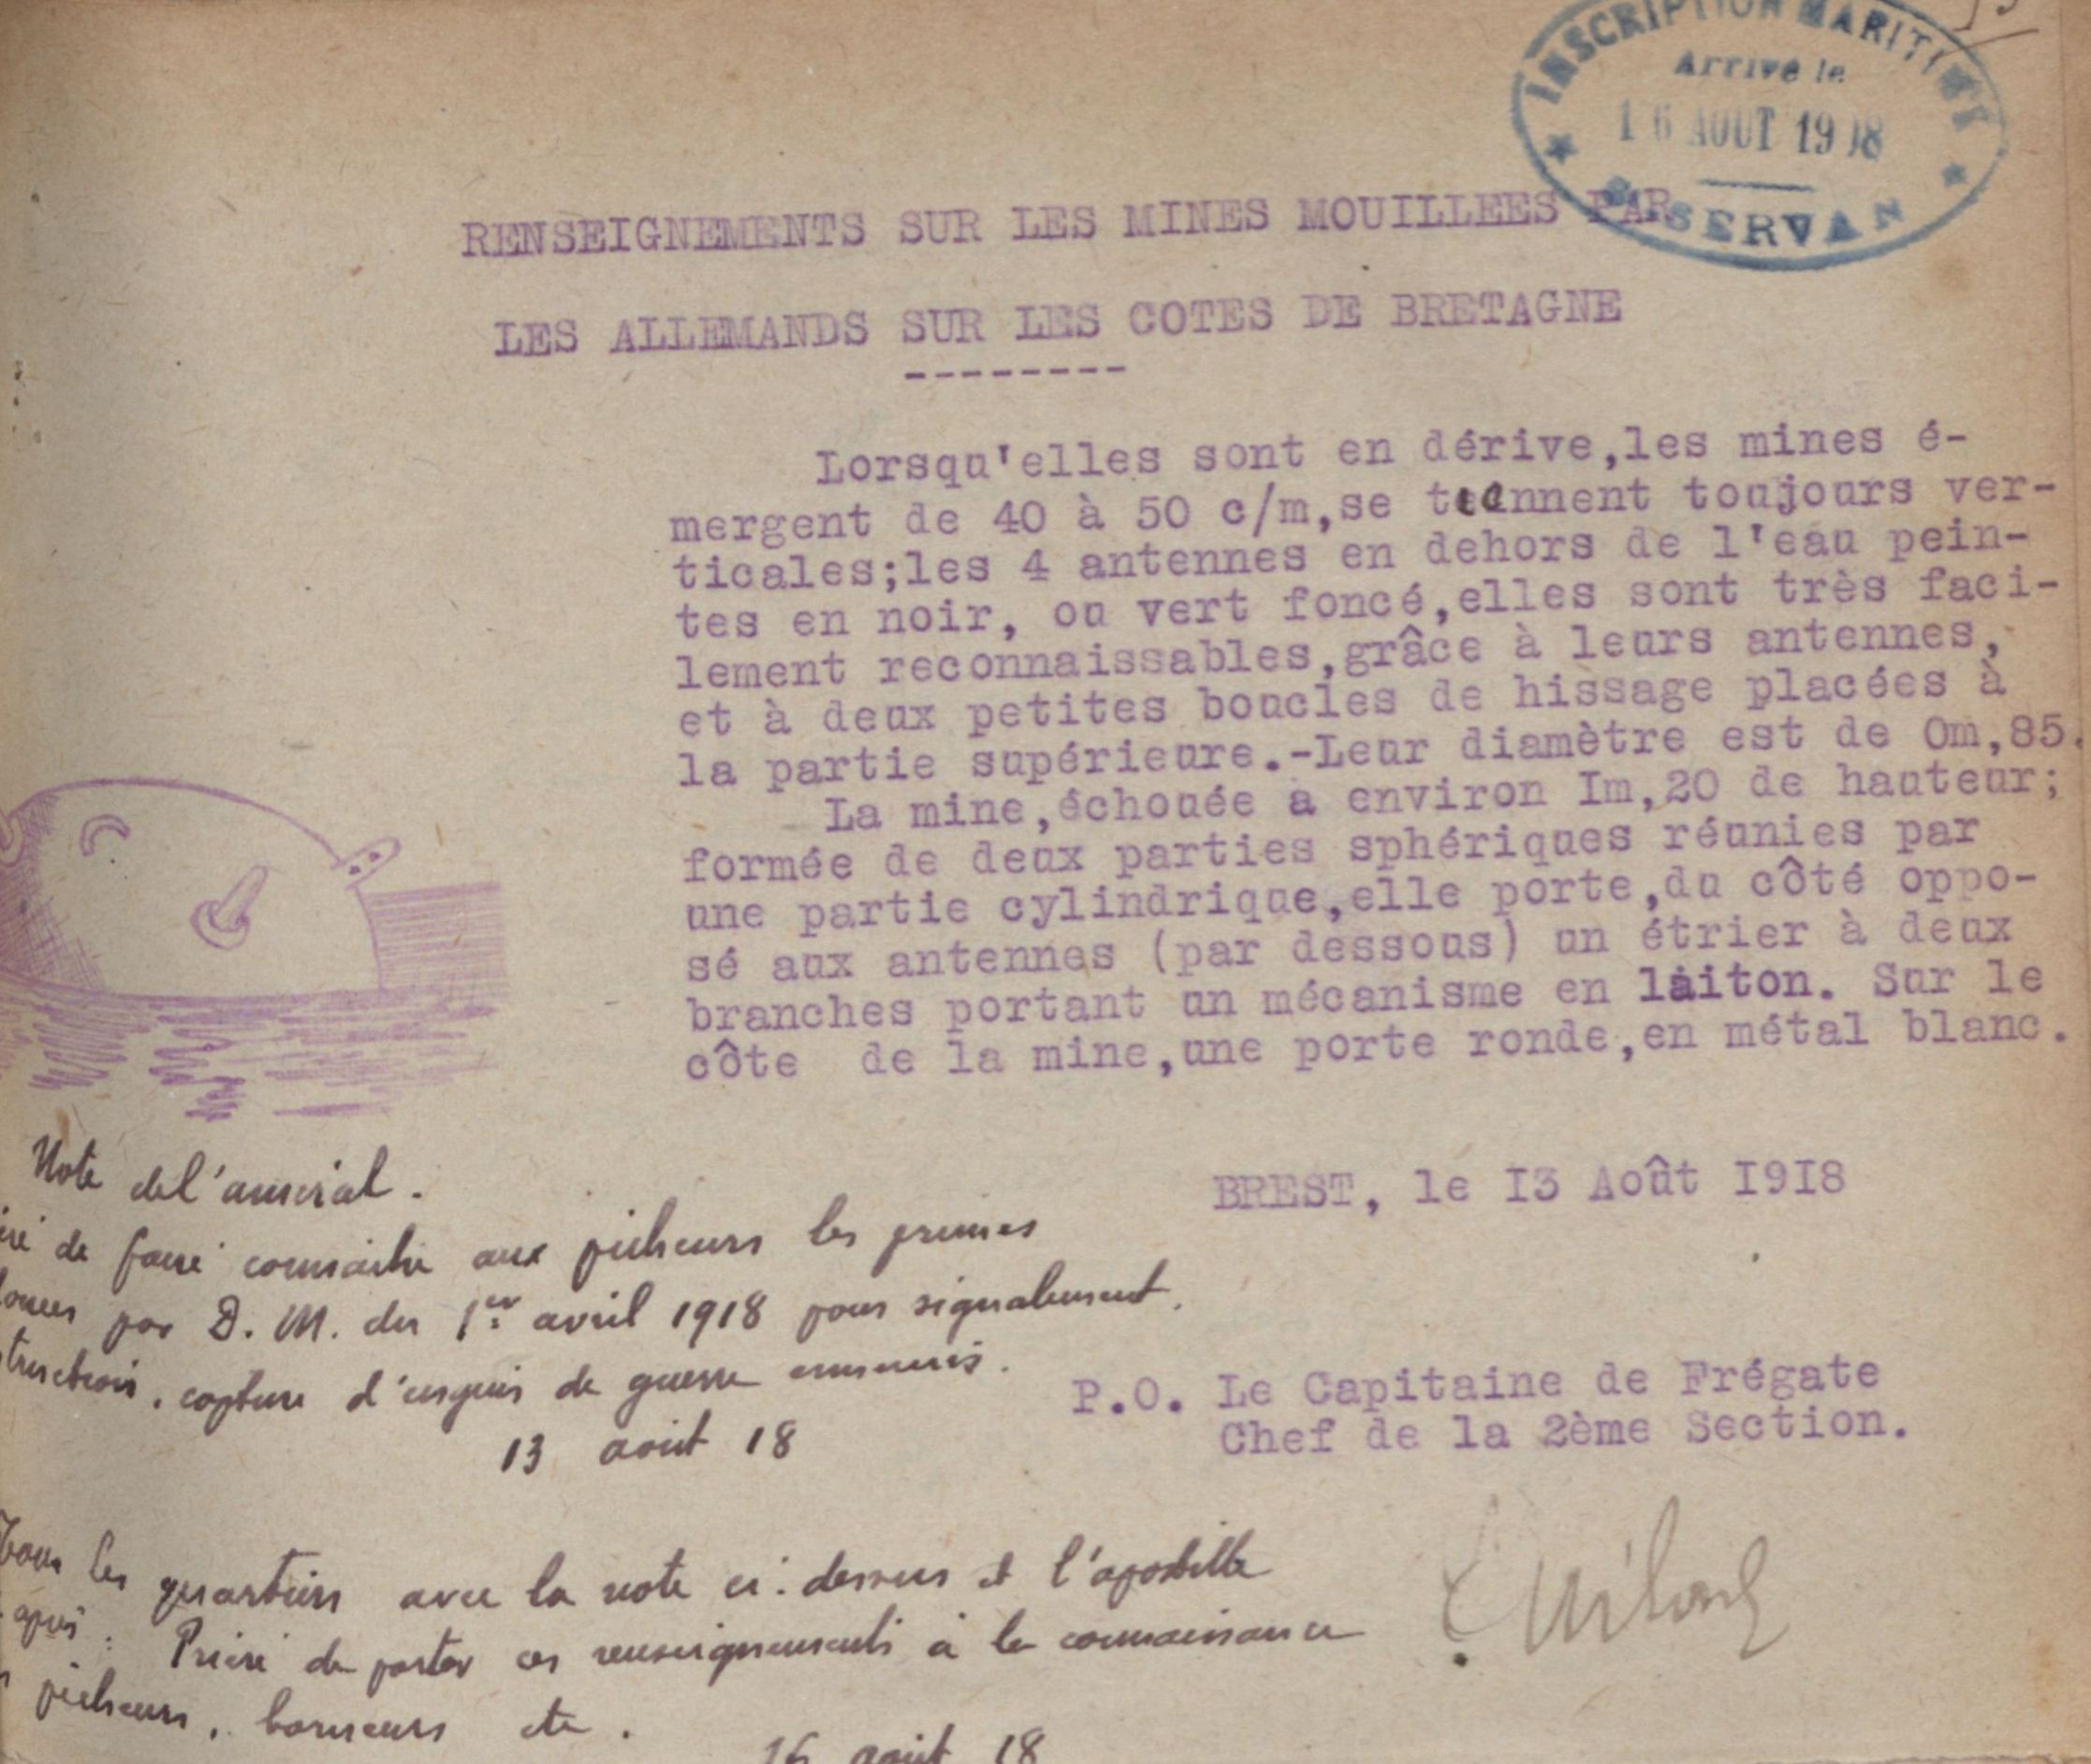 INSCRIPTION MARITIME
Arrivé le
16 AOUT 1918
SERVAN
RENSEIGNEMENTS SUR LES MINES MOUILLEES PAR
LES ALLEMANDS SUR LES COTES DE BRETAGNE
--------
Lorsqu'elles sont en dérive,les mines é-
mergent de 40 à 50 c/m,se tiennent toujours ver-
ticales;les 4 antennes en dehors de l'eau pein-
tes en noir, ou vert foncé,elles sont très faci-
lement reconnaissables,grâce à leurs antennes,
et à deux petites boucles de hissage placées à
la partie supérieure.-Leur diamètre est de 0m,85.
La mine,échouée a environ Im,20 de hauteur;
formée de deux parties sphériques réunies par
une partie cylindrique,elle porte,du côté oppo-
sé aux antennes (par dessous) un étrier à deux
branches portant un mécanisme en laiton. Sur le
côte de la mine,une porte ronde,en métal blanc.
BREST, le I3 Août I9I8
Note de l'amiral.
de faire connaître aux pêcheurs les primes
par D. M. du 1er avril 1918 pour signalement,
capture d'engins de guerre ennemis.
13 août 18
P.O. Le Capitaine de Frégate
Chef de la 2ème Section.
Tous les quartiers avec la note ci-dessus et l'apostille
après : Prière de porter ces renseignements à la connaissance
pêcheurs, borneurs etc.
16 août 18